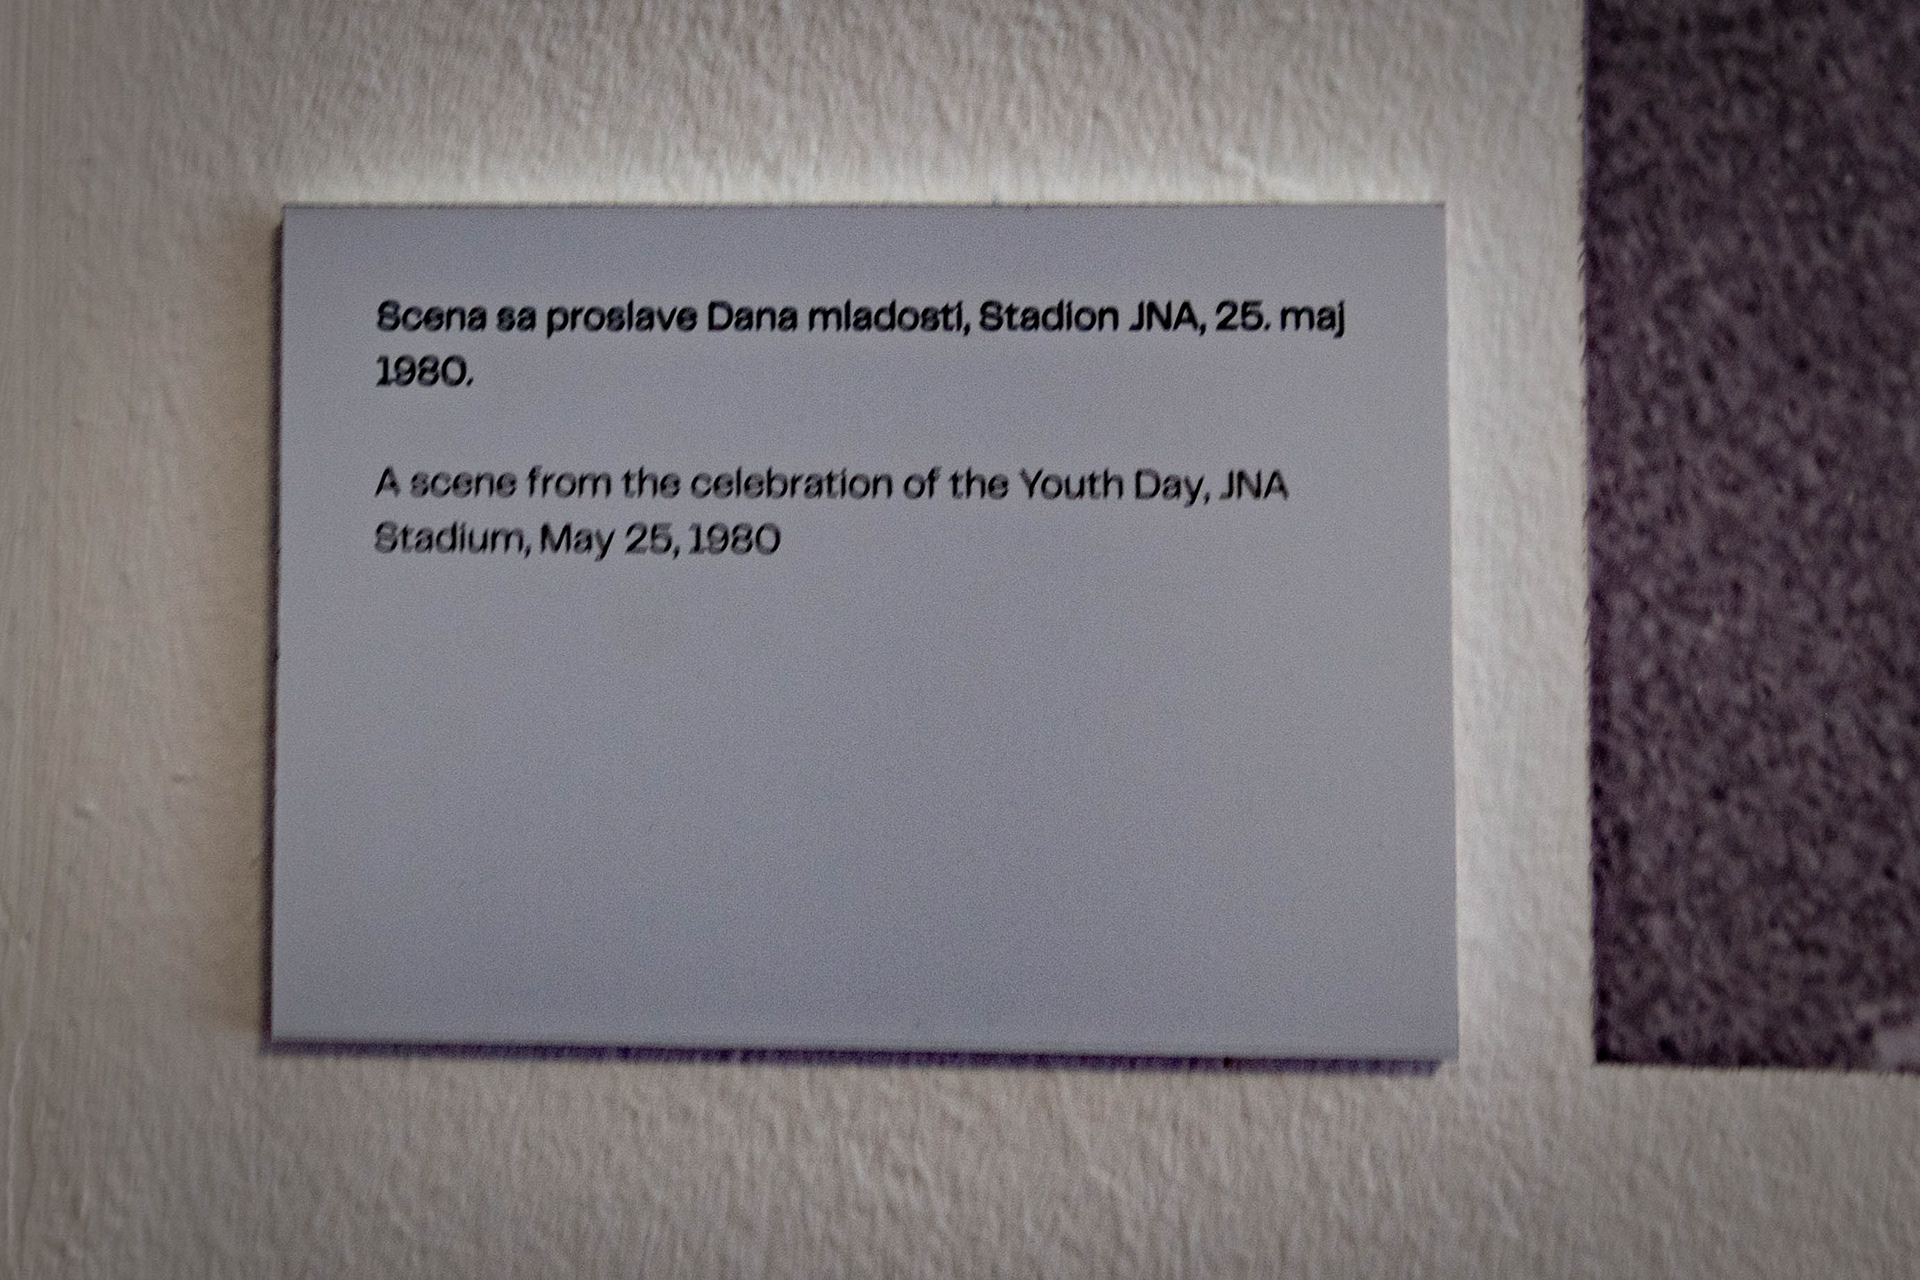 Scena sa proslave Dana mladosti, Stadion JNA, 25. maj
1980.
A scene from the celebration of the Youth Day, JNA
Stadium, May 25, 1980